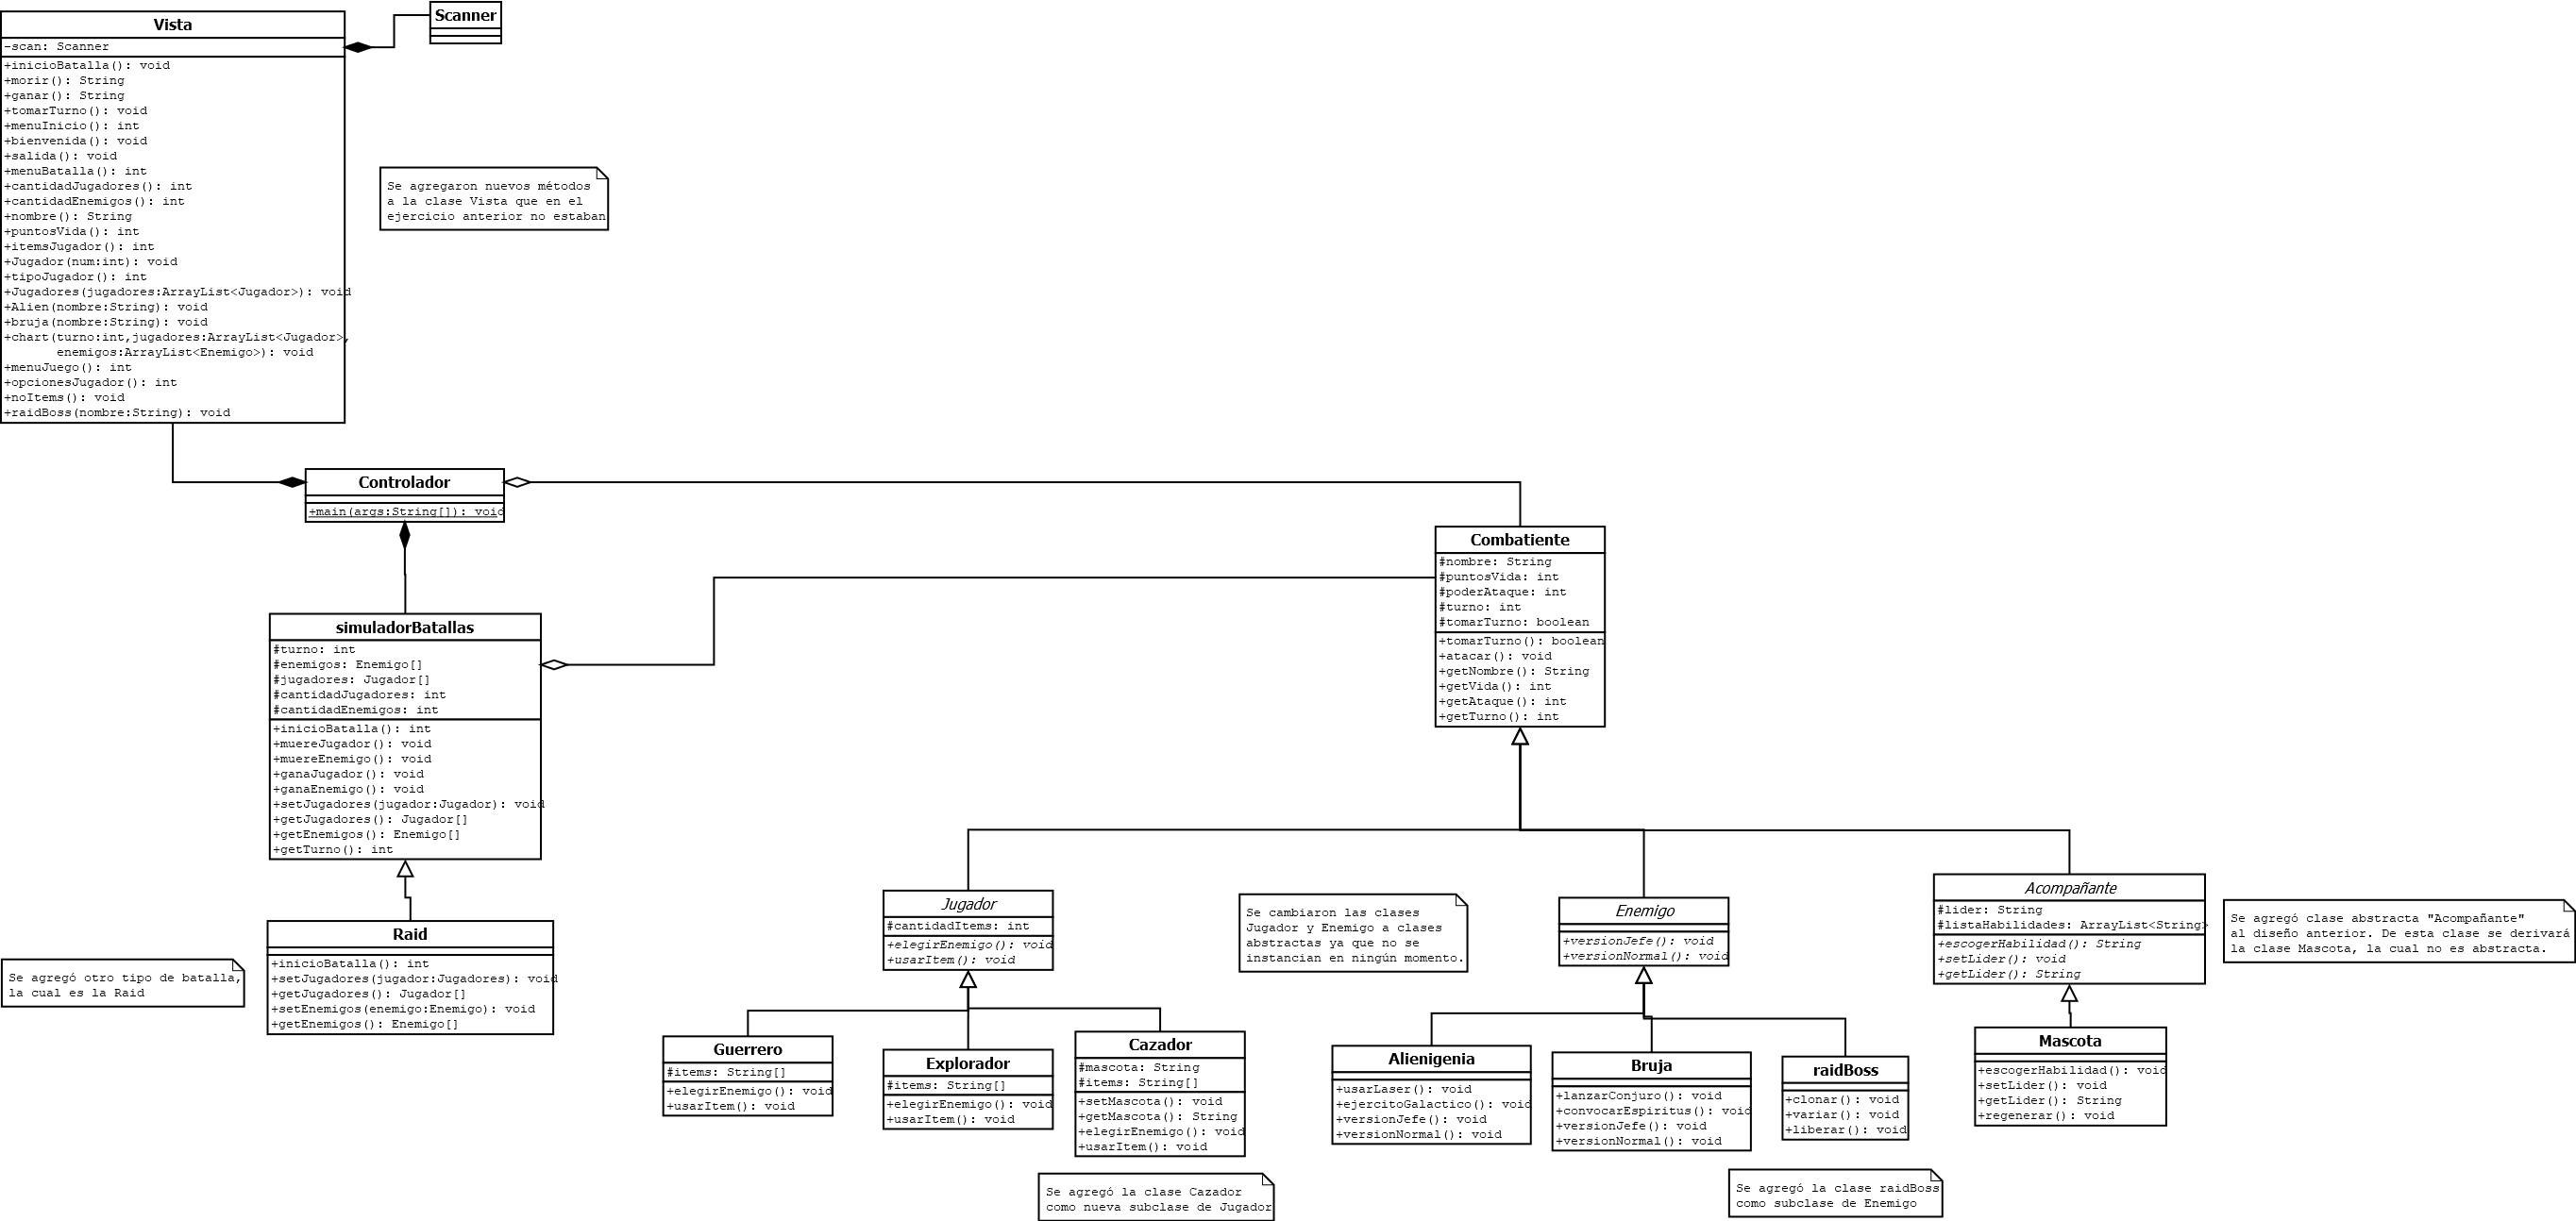 Vista
-scan: Scanner
+inicioBatalla(): void
+morir(): String
+ganar(): String
+tomarTurno(): void
+menuInicio(): int
+bienvenida(): void
+salida(): void
+menuBatalla(): int
+cantidadJugadores(): int
+cantidadEnemigos(): int
+nombre(): String
+puntosVida(): int
+itemsJugador(): int
+Jugador(num:int): void
+tipoJugador(): int
+Jugadores(jugadores:ArrayList<Jugador>): void
+Alien(nombre:String): void
+bruja(nombre:String): void
+chart(turno:int,jugadores:ArrayList<Jugador>,
enemigos:ArrayList<Enemigo>): void
+menuJuego(): int
+opcionesJugador(): int
+noItems(): void
+raidBoss(nombre:String): void
Scanner
Se agregaron nuevos métodos
a la clase Vista que en el
ejercicio anterior no estaban
Controlador
+main(args:String[]): void
Combatiente
#nombre: String
#puntosVida: int
#poderAtaque: int
#turno: int
#tomarTurno: boolean
+tomarTurno(): boolean
+atacar(): void
+getNombre(): String
+getVida(): int
+getAtaque(): int
+getTurno(): int
simuladorBatallas
#turno: int
#enemigos: Enemigo[]
#jugadores: Jugador[]
#cantidadJugadores: int
#cantidadEnemigos: int
+inicioBatalla(): int
+muereJugador(): void
+muereEnemigo(): void
+ganaJugador(): void
+ganaEnemigo(): void
+setJugadores(jugador:Jugador): void
+getJugadores(): Jugador[]
+getEnemigos(): Enemigo[]
+getTurno(): int
Raid
+inicioBatalla(): int
+setJugadores(jugador:Jugadores): void
+getJugadores(): Jugador[]
+setEnemigos(enemigo:Enemigo): void
+getEnemigos(): Enemigo[]
Se agregó otro tipo de batalla,
la cual es la Raid
Jugador
#cantidadItems: int
+elegirEnemigo(): void
+usarItem(): void
Se cambiaron las clases
Jugador y Enemigo a clases
abstractas ya que no se
instancian en ningún momento.
Enemigo
+versionJefe(): void
+versionNormal(): void
Acompañante
#lider: String
#listaHabilidades: ArrayList<String>
+escogerHabilidad(): String
+setLider(): void
+getLider(): String
Se agregó clase abstracta "Acompañante"
al diseño anterior. De esta clase se derivará
la clase Mascota, la cual no es abstracta.
Guerrero
#items: String[]
+elegirEnemigo(): void
+usarItem(): void
Explorador
#items: String[]
+elegirEnemigo(): void
+usarItem(): void
Cazador
#mascota: String
#items: String[]
+setMascota(): void
+getMascota(): String
+elegirEnemigo(): void
+usarItem(): void
Se agregó la clase Cazador
como nueva subclase de Jugador
Alienigenia
+usarLaser(): void
+ejercitoGalactico(): void
+versionJefe(): void
+versionNormal(): void
Bruja
+lanzarConjuro(): void
+convocarEspiritus(): void
+versionJefe(): void
+versionNormal(): void
raidBoss
+clonar(): void
+variar(): void
+liberar(): void
Se agregó la clase raidBoss
como subclase de Enemigo
Mascota
+escogerHabilidad(): void
+setLider(): void
+getLider(): String
+regenerar(): void